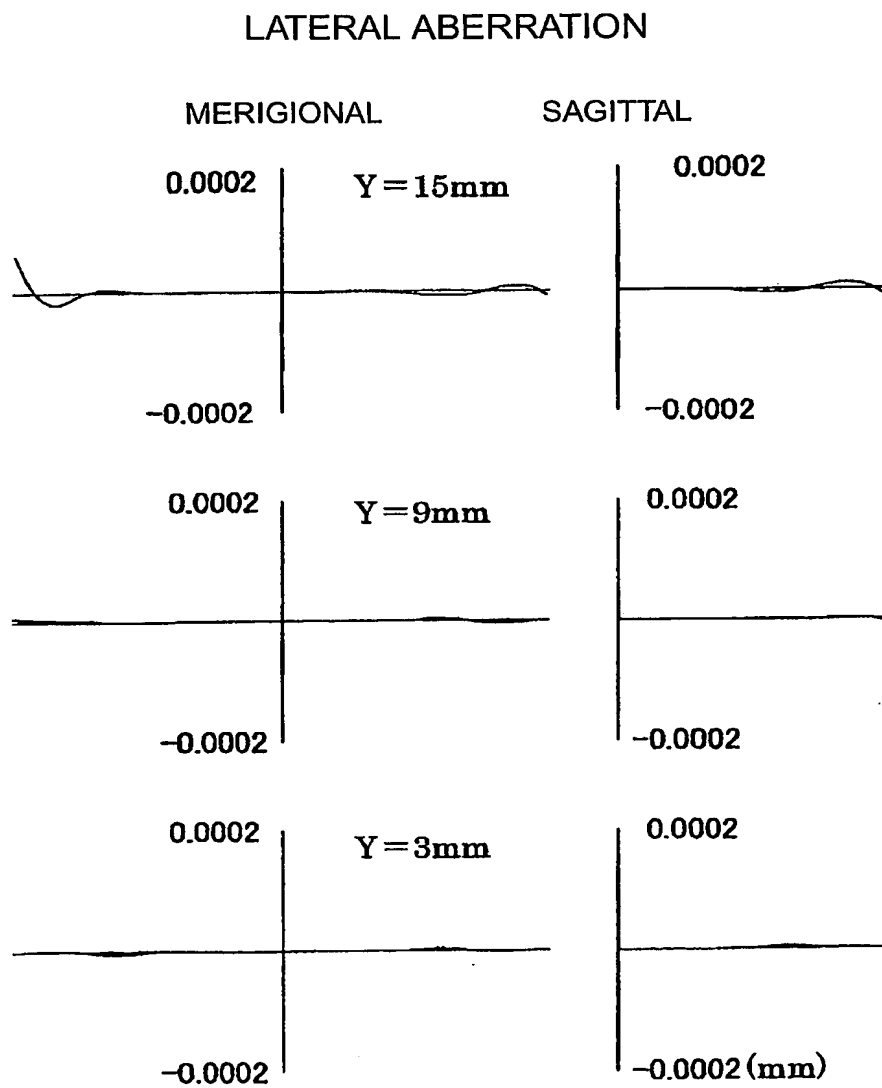 LATERAL ABERRATION
MERIGIONAL SAGITTAL
0.0002 Y=15mm 0.0002
-0.0002 -0.0002
0.0002 Y=9mm 0.0002
-0.0002 -0.0002
0.0002 Y=3mm 0.0002
-0.0002 -0.0002(mm)